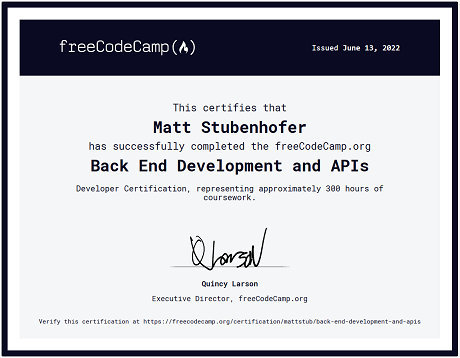 freeCodeCamp(🔥)
Issued June 13, 2022
This certifies that
Matt Stubenhofer
has successfully completed the freeCodeCamp.org
Back End Development and APIs
Developer Certification, representing approximately 300 hours of
coursework.
Q Larson
Quincy Larson
Executive Director, freeCodeCamp.org
Verify this certification at https://freecodecamp.org/certification/mattstub/back-end-development-and-apis